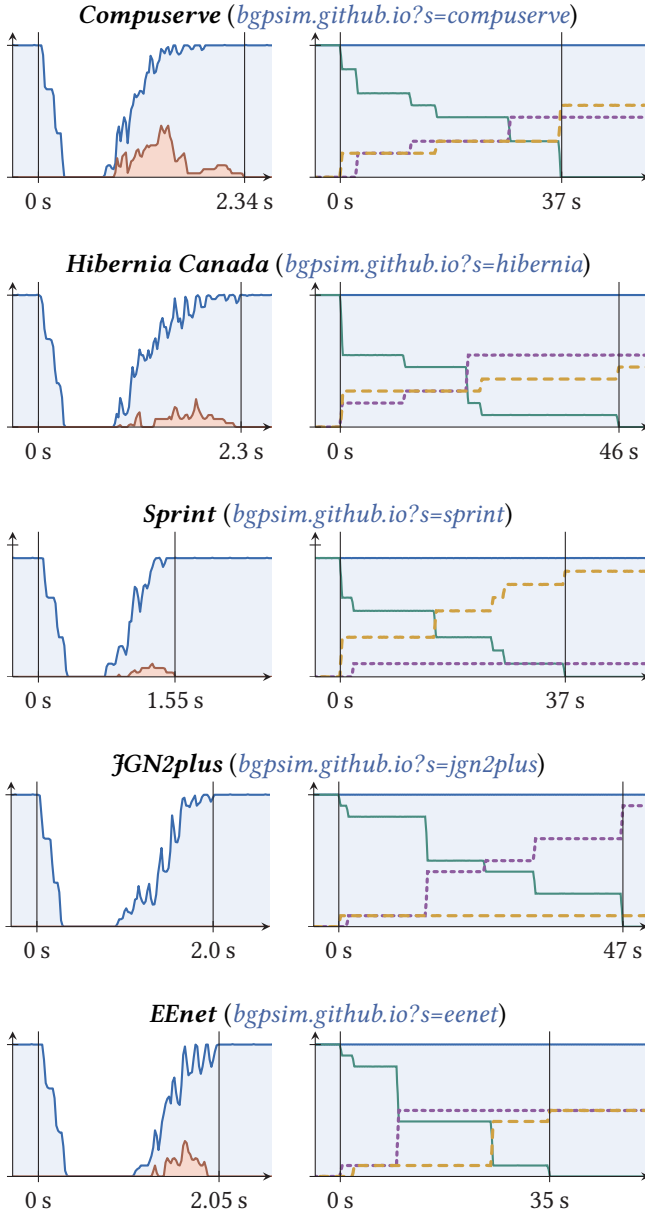 Compuserve (bgpsim.github.io?s=compuserve)
0 s 2.34 s 0 s 37 s
Hibernia Canada (bgpsim.github.io?s=hibernia)
0 s 2.3 s 0 s 46 s
Sprint (bgpsim.github.io?s=sprint)
0 s 1.55 s 0 s 37 s
JGN2plus (bgpsim.github.io?s=jgn2plus)
0 s 2.0 s 0 s 47 s
EEnet (bgpsim.github.io?s=eenet)
0 s 2.05 s 0 s 35 s